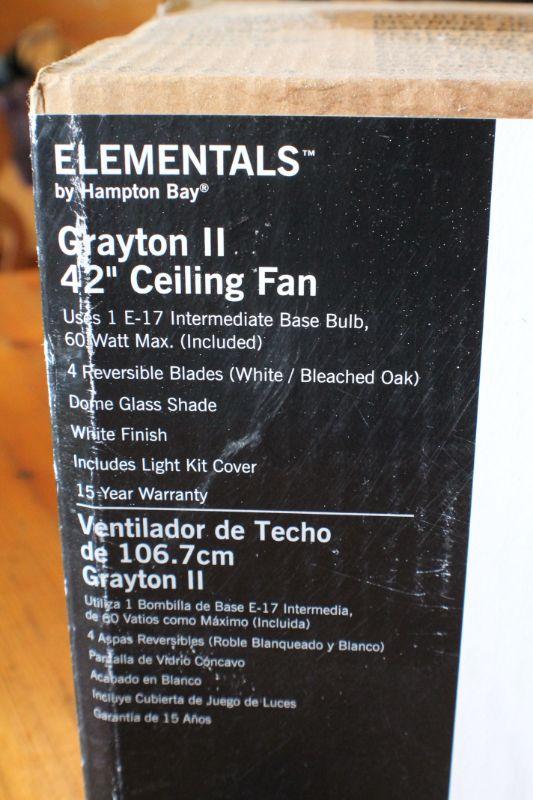 ELEMENTALS™
by Hampton Bay®
Grayton II
42" Ceiling Fan
Uses 1 E-17 Intermediate Base Bulb,
60 Watt Max. (Included)
4 Reversible Blades (White / Bleached Oak)
Dome Glass Shade
White Finish
Includes Light Kit Cover
15-Year Warranty
Ventilador de Techo
de 106.7cm
Grayton II
Utiliza 1 Bombilla de Base E-17 Intermedia,
de 60 Vatios como Máximo (Incluida)
4 Aspas Reversibles (Roble Blanqueado y Blanco)
Pantalla de Vidrio Cóncavo
Acabado en Blanco
Incluye Cubierta de Juego de Luces
Garantía de 15 Años